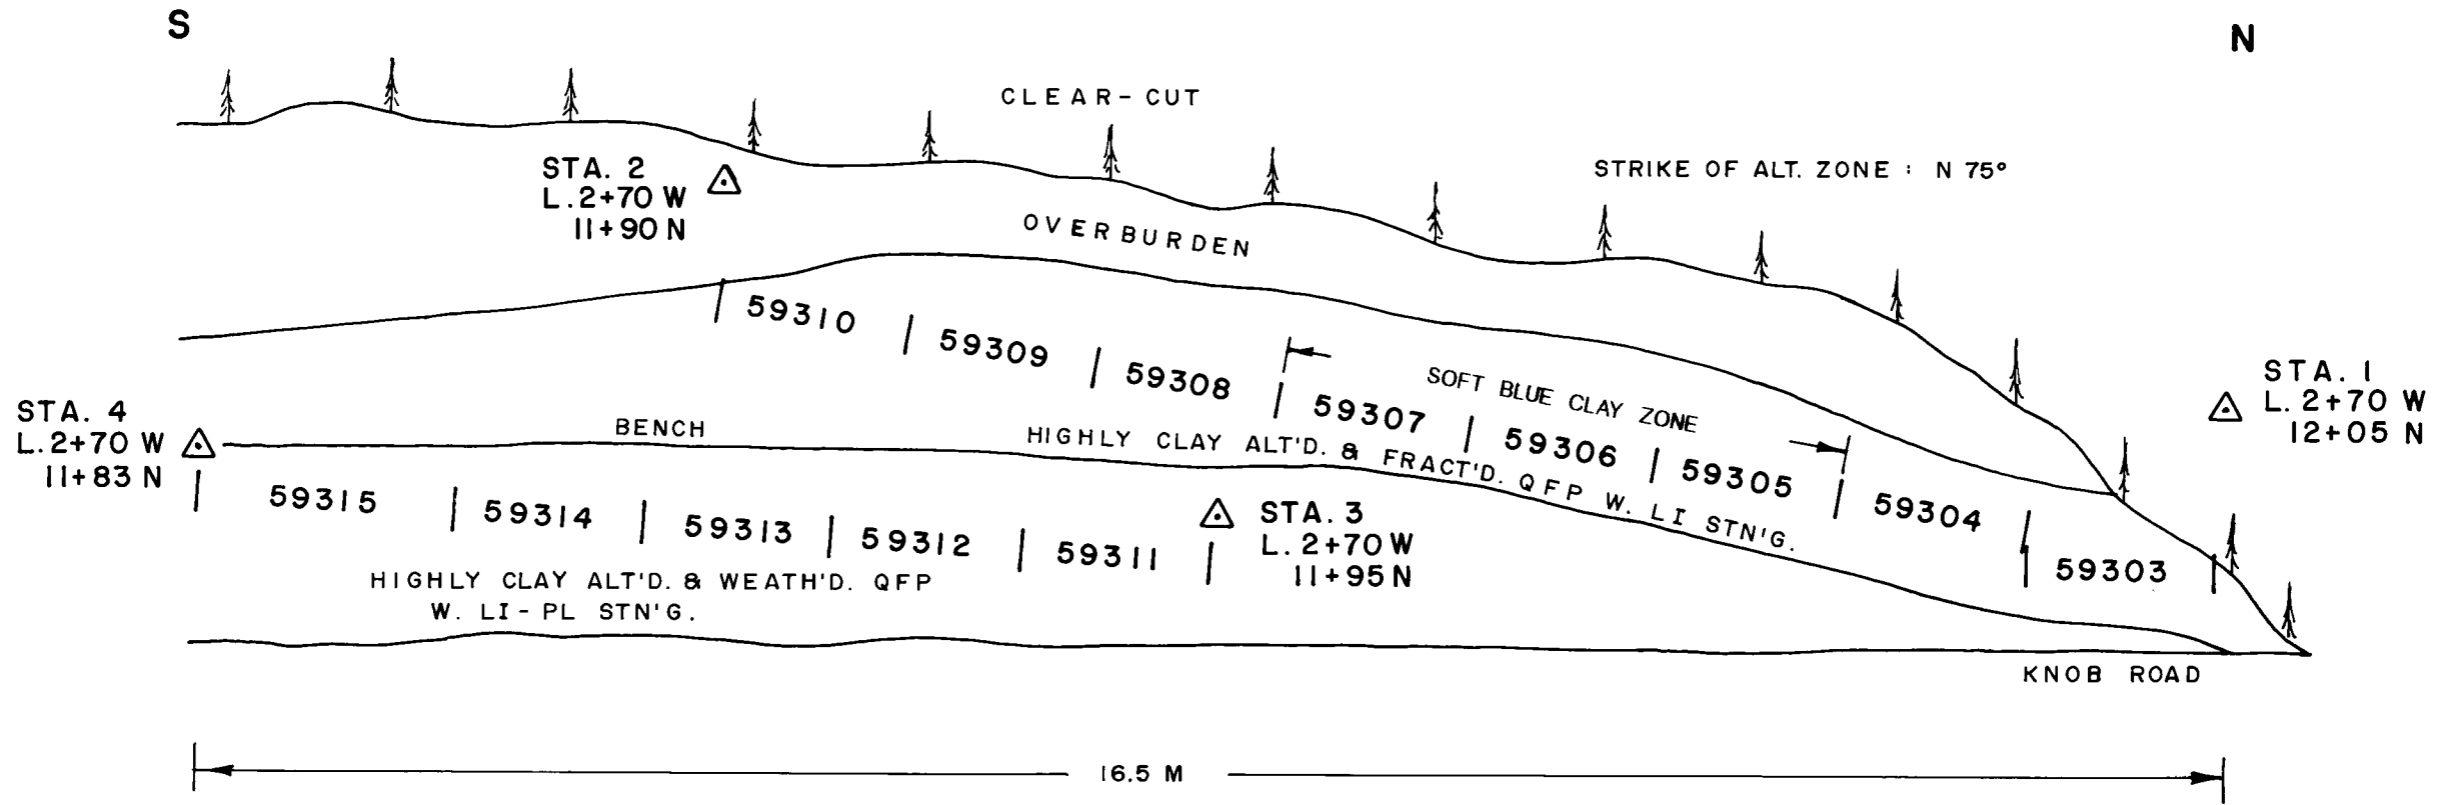 S
N
CLEAR-CUT
STA. 2
L. 2+70 W
11+90 N
STRIKE OF ALT. ZONE : N 75°
OVERBURDEN
59310
59309
59308
59307
59306
59305
59304
59303
SOFT BLUE CLAY ZONE
STA. 1
L. 2+70 W
12+05 N
STA. 4
L. 2+70 W
11+83 N
BENCH
HIGHLY CLAY ALT'D. & FRACT'D. QFP W. LI STN'G.
59315
59314
59313
59312
59311
STA. 3
L. 2+70 W
11+95 N
HIGHLY CLAY ALT'D. & WEATH'D. QFP
W. LI-PL STN'G.
KNOB ROAD
16.5 M